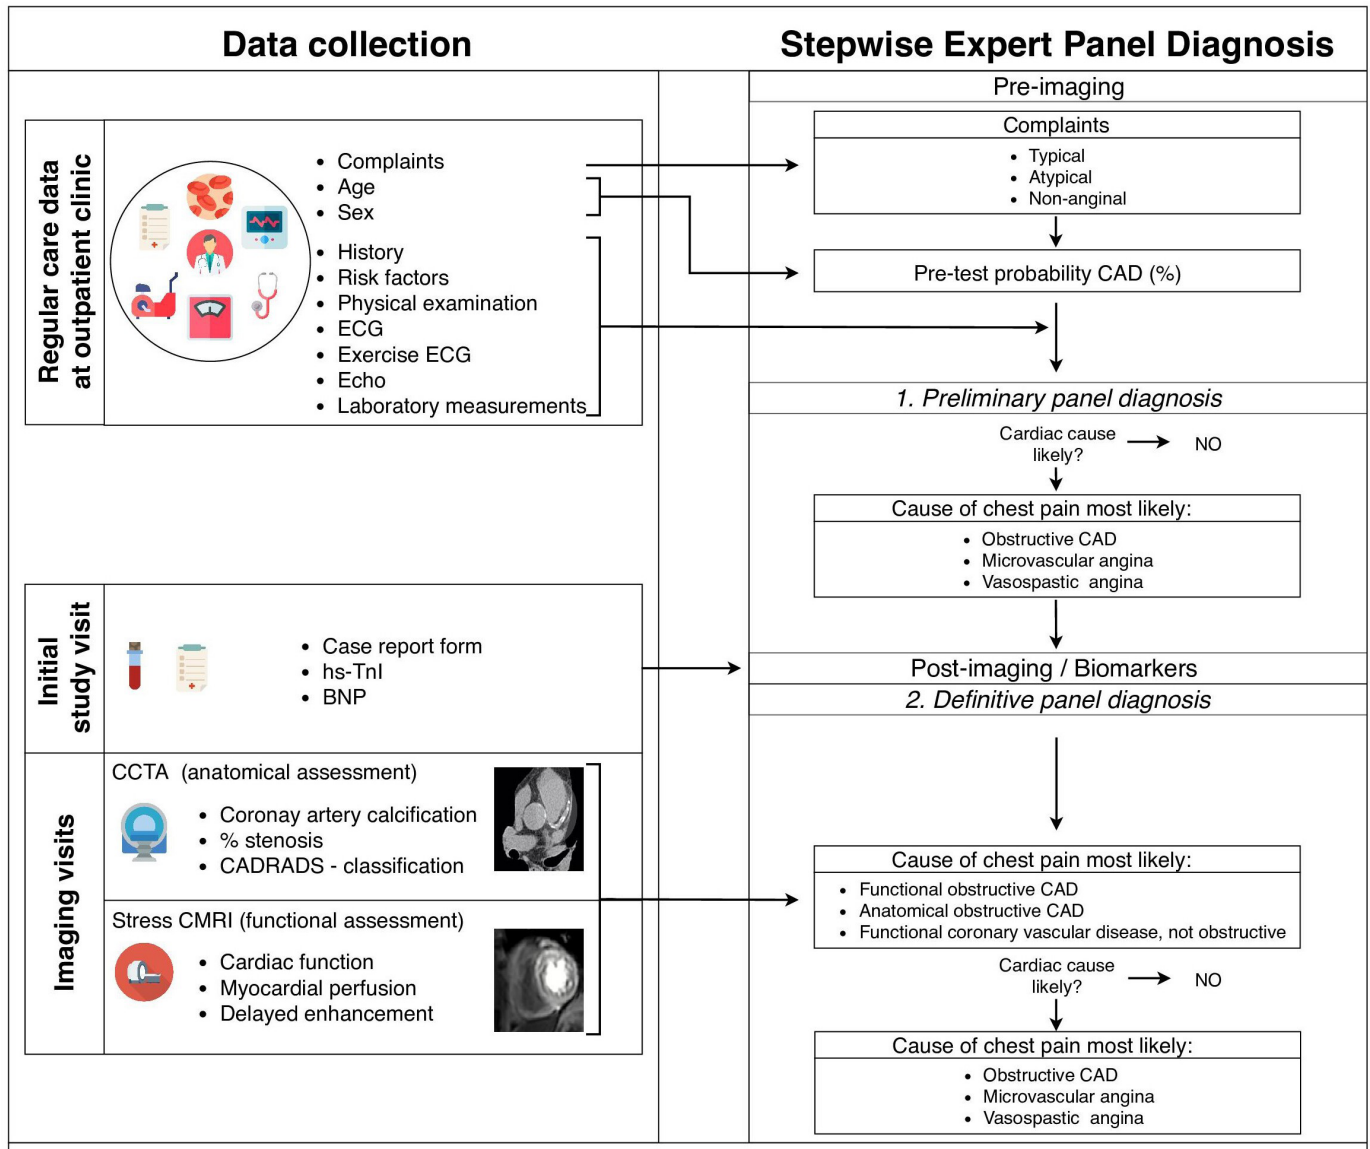 Data collection
Stepwise Expert Panel Diagnosis
Regular care data
at outpatient clinic
• Complaints
• Age
• Sex
• History
• Risk factors
• Physical examination
• ECG
• Exercise ECG
• Echo
• Laboratory measurements
Pre-imaging
Complaints
• Typical
• Atypical
• Non-anginal
Pre-test probability CAD (%)
1. Preliminary panel diagnosis
Cardiac cause
likely?
NO
Cause of chest pain most likely:
• Obstructive CAD
• Microvascular angina
• Vasospastic angina
Initial
study visit
• Case report form
• hs-TnI
• BNP
Post-imaging / Biomarkers
2. Definitive panel diagnosis
Imaging visits
CCTA (anatomical assessment)
• Coronay artery calcification
• % stenosis
• CADRADS - classification
Stress CMRI (functional assessment)
• Cardiac function
• Myocardial perfusion
• Delayed enhancement
Cause of chest pain most likely:
• Functional obstructive CAD
• Anatomical obstructive CAD
• Functional coronary vascular disease, not obstructive
Cardiac cause
likely?
NO
Cause of chest pain most likely:
• Obstructive CAD
• Microvascular angina
• Vasospastic angina